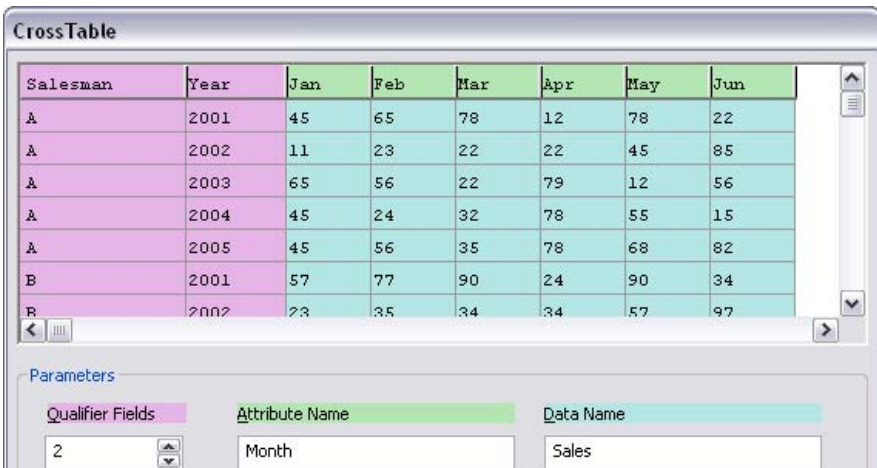 CrossTable
Salesman Year Jan Feb Mar Apr May Jun
A 2001 45 65 78 12 78 22
A 2002 11 23 22 22 45 85
A 2003 65 56 22 79 12 56
A 2004 45 24 32 78 55 15
A 2005 45 56 35 78 68 82
B 2001 57 77 90 24 90 34
B 2002 23 35 34 34 57 97
Parameters
Qualifier Fields Attribute Name Data Name
2 Month Sales